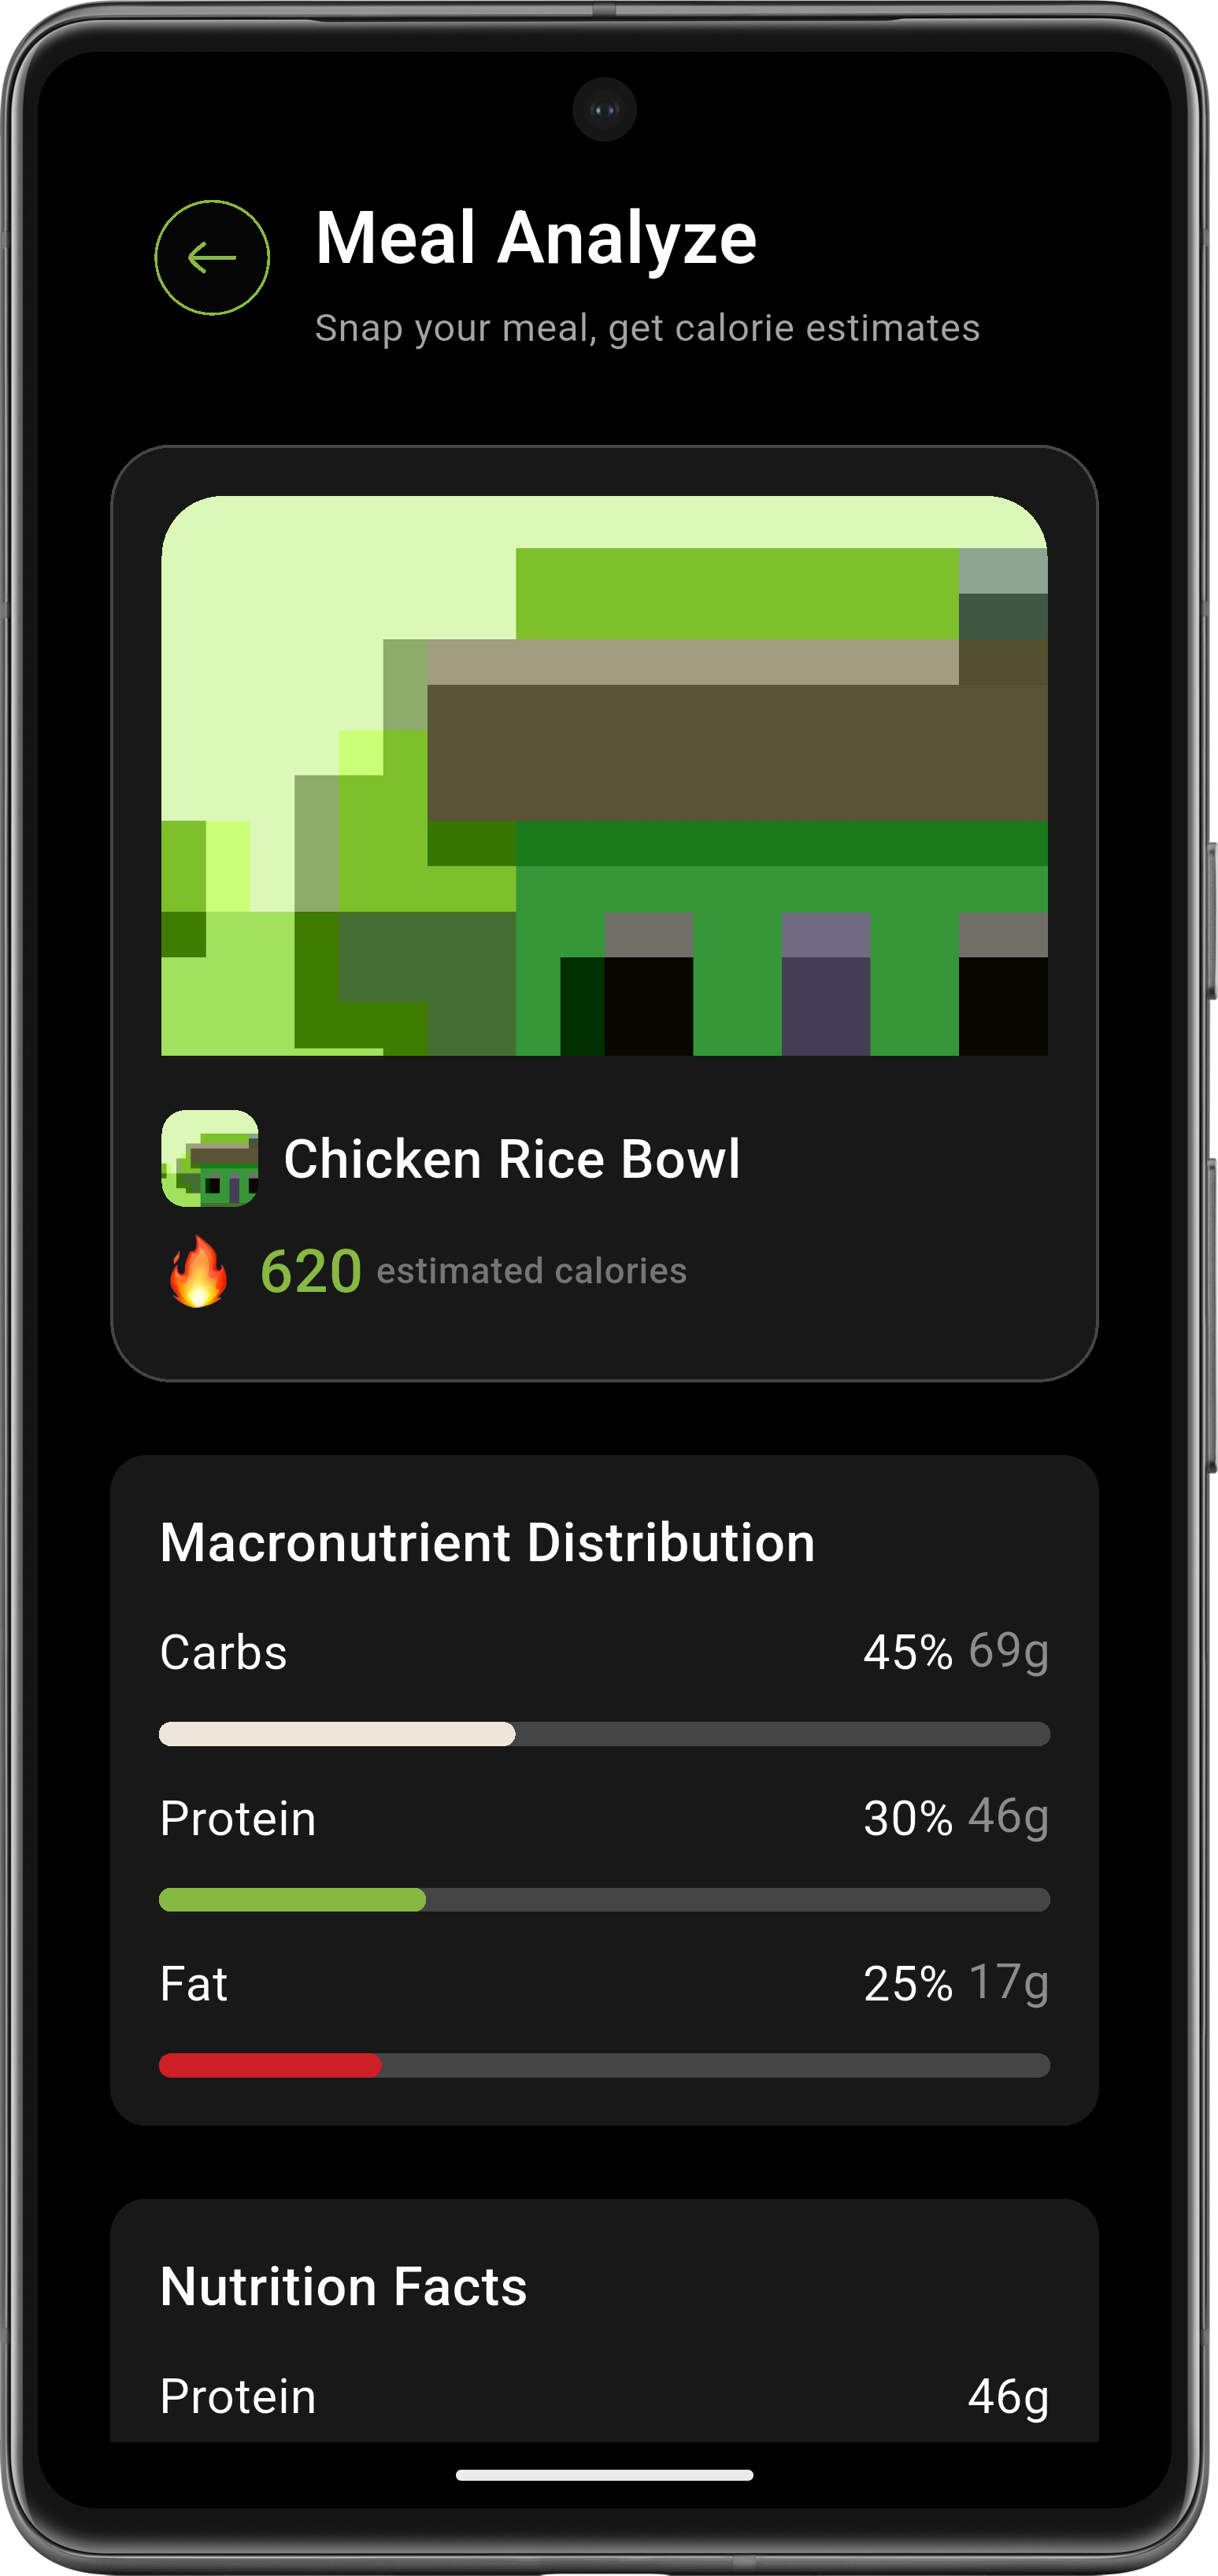 Meal Analyze
Snap your meal, get calorie estimates
Chicken Rice Bowl
620 estimated calories
Macronutrient Distribution
Carbs 45% 69g
Protein 30% 46g
Fat 25% 17g
Nutrition Facts
Protein 46g